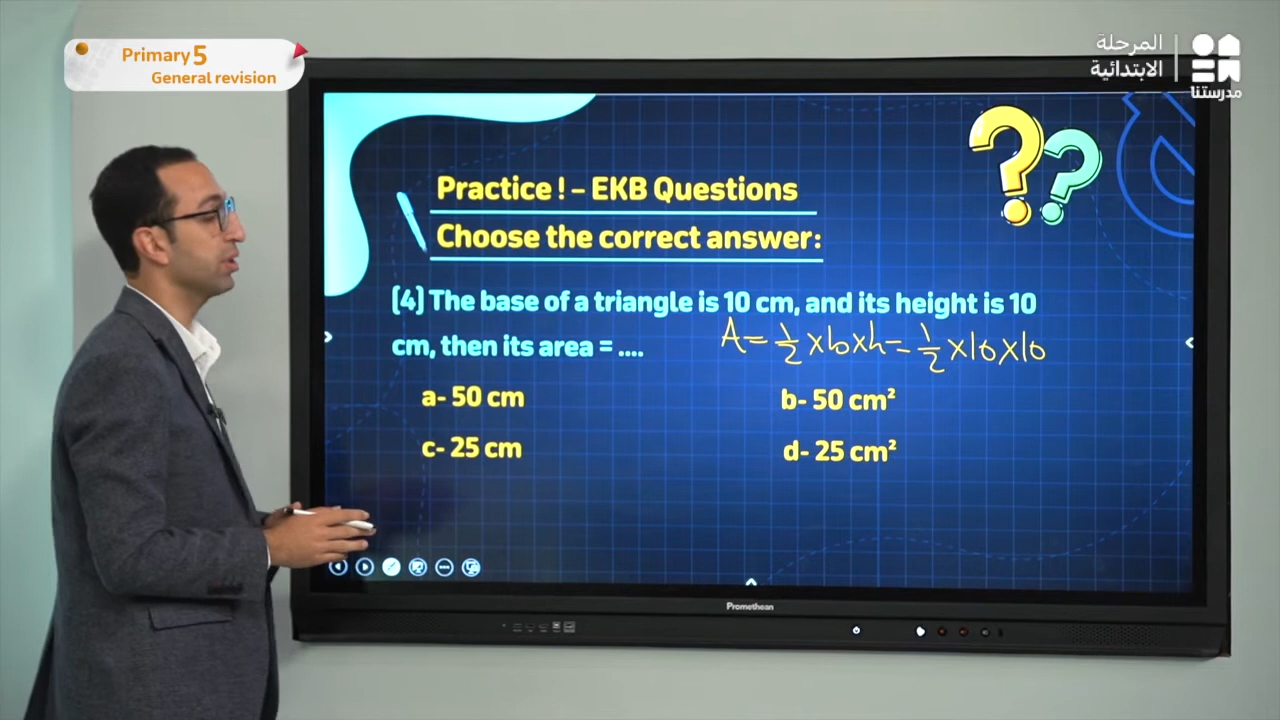 Primary 5
General revision
المرحلة
الابتدائية
مدرستنا
Practice ! - EKB Questions
Choose the correct answer:
(4) The base of a triangle is 10 cm, and its height is 10
cm, then its area = ....
A = 1/2 × b × h = 1/2 × 10 × 10
a- 50 cm
b- 50 cm²
c- 25 cm
d- 25 cm²
Promethean